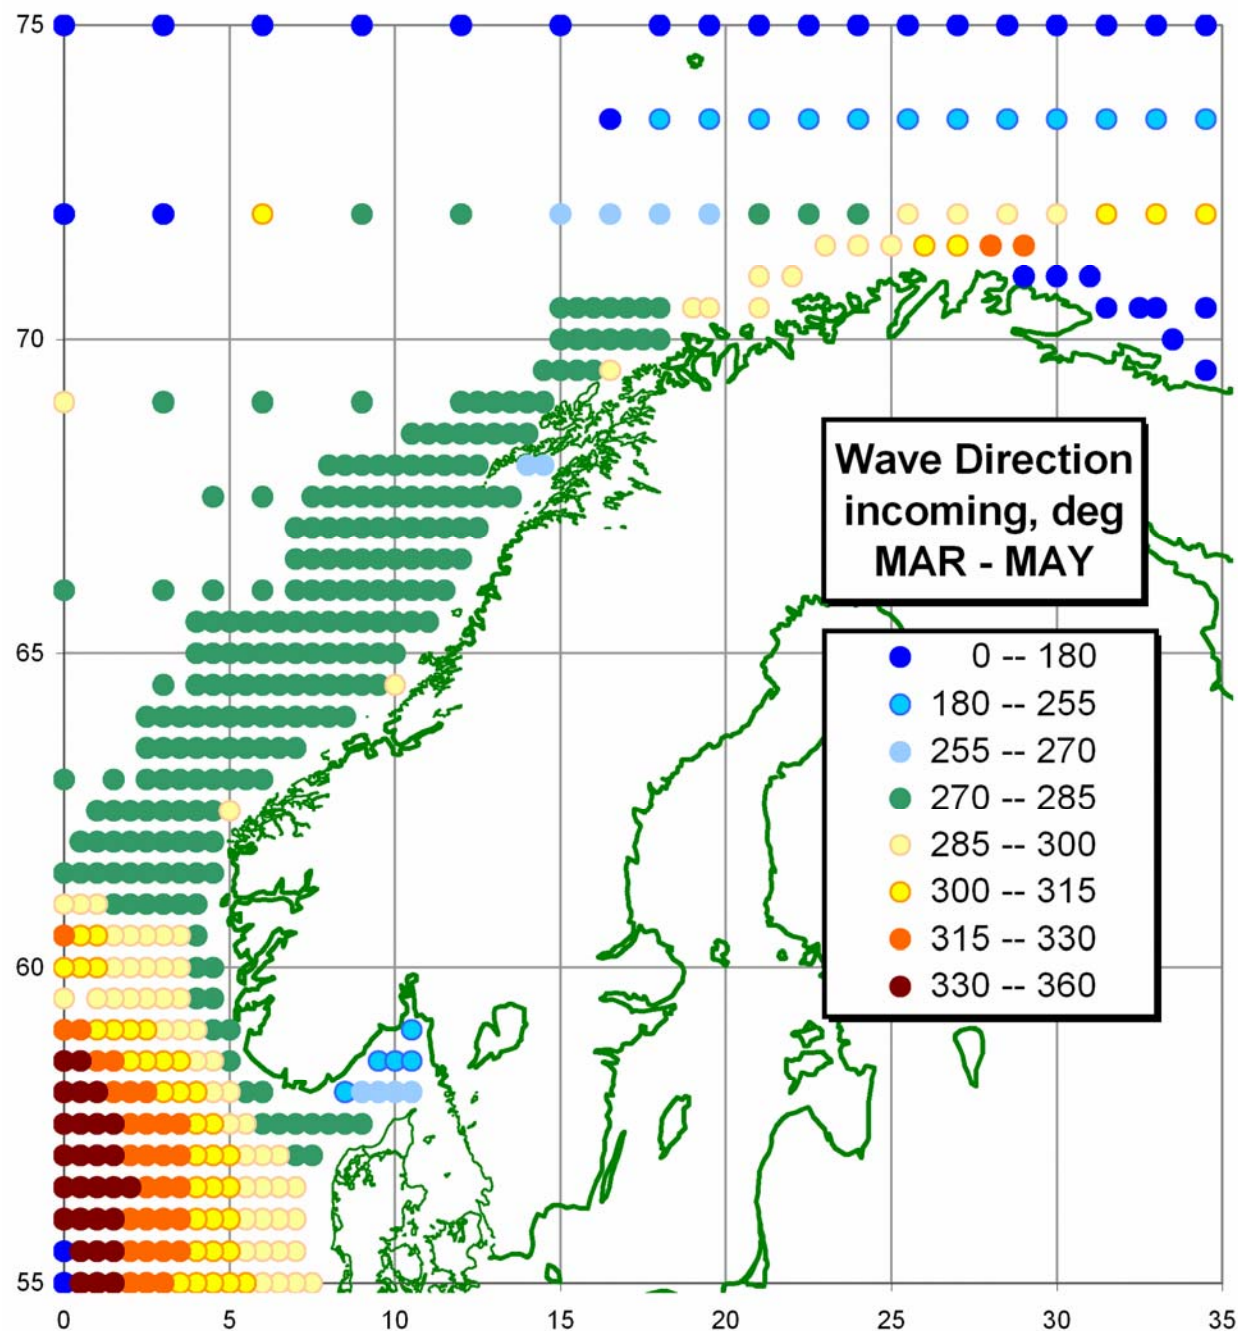 75
70
65
60
55
Wave Direction
incoming, deg
MAR - MAY
0 -- 180
180 -- 255
255 -- 270
270 -- 285
285 -- 300
300 -- 315
315 -- 330
330 -- 360
0 5 10 15 20 25 30 35